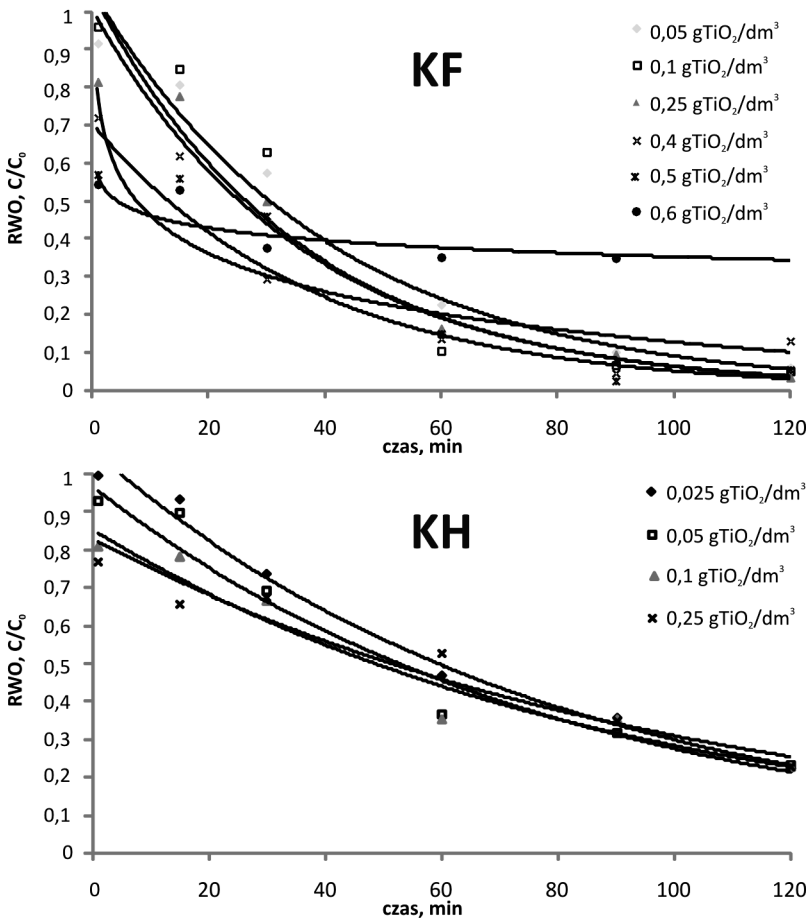 KF
RWO, C/C₀
1
0,9
0,8
0,7
0,6
0,5
0,4
0,3
0,2
0,1
0
0 20 40 60 80 100 120
czas, min
0,05 gTiO₂/dm³
0,1 gTiO₂/dm³
0,25 gTiO₂/dm³
0,4 gTiO₂/dm³
0,5 gTiO₂/dm³
0,6 gTiO₂/dm³
KH
RWO, C/C₀
1
0,9
0,8
0,7
0,6
0,5
0,4
0,3
0,2
0,1
0
0 20 40 60 80 100 120
czas, min
0,025 gTiO₂/dm³
0,05 gTiO₂/dm³
0,1 gTiO₂/dm³
0,25 gTiO₂/dm³